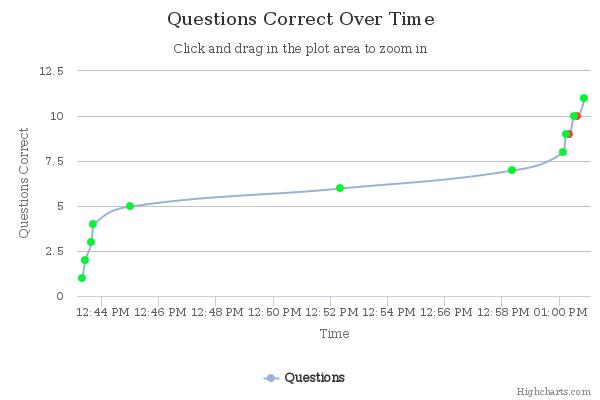 Questions Correct Over Time
Click and drag in the plot area to zoom in
Questions Correct
12.5
10
7.5
5
2.5
0
12:44 PM 12:46 PM 12:48 PM 12:50 PM 12:52 PM 12:54 PM 12:56 PM 12:58 PM 01:00 PM
Time
Questions
Highcharts.com